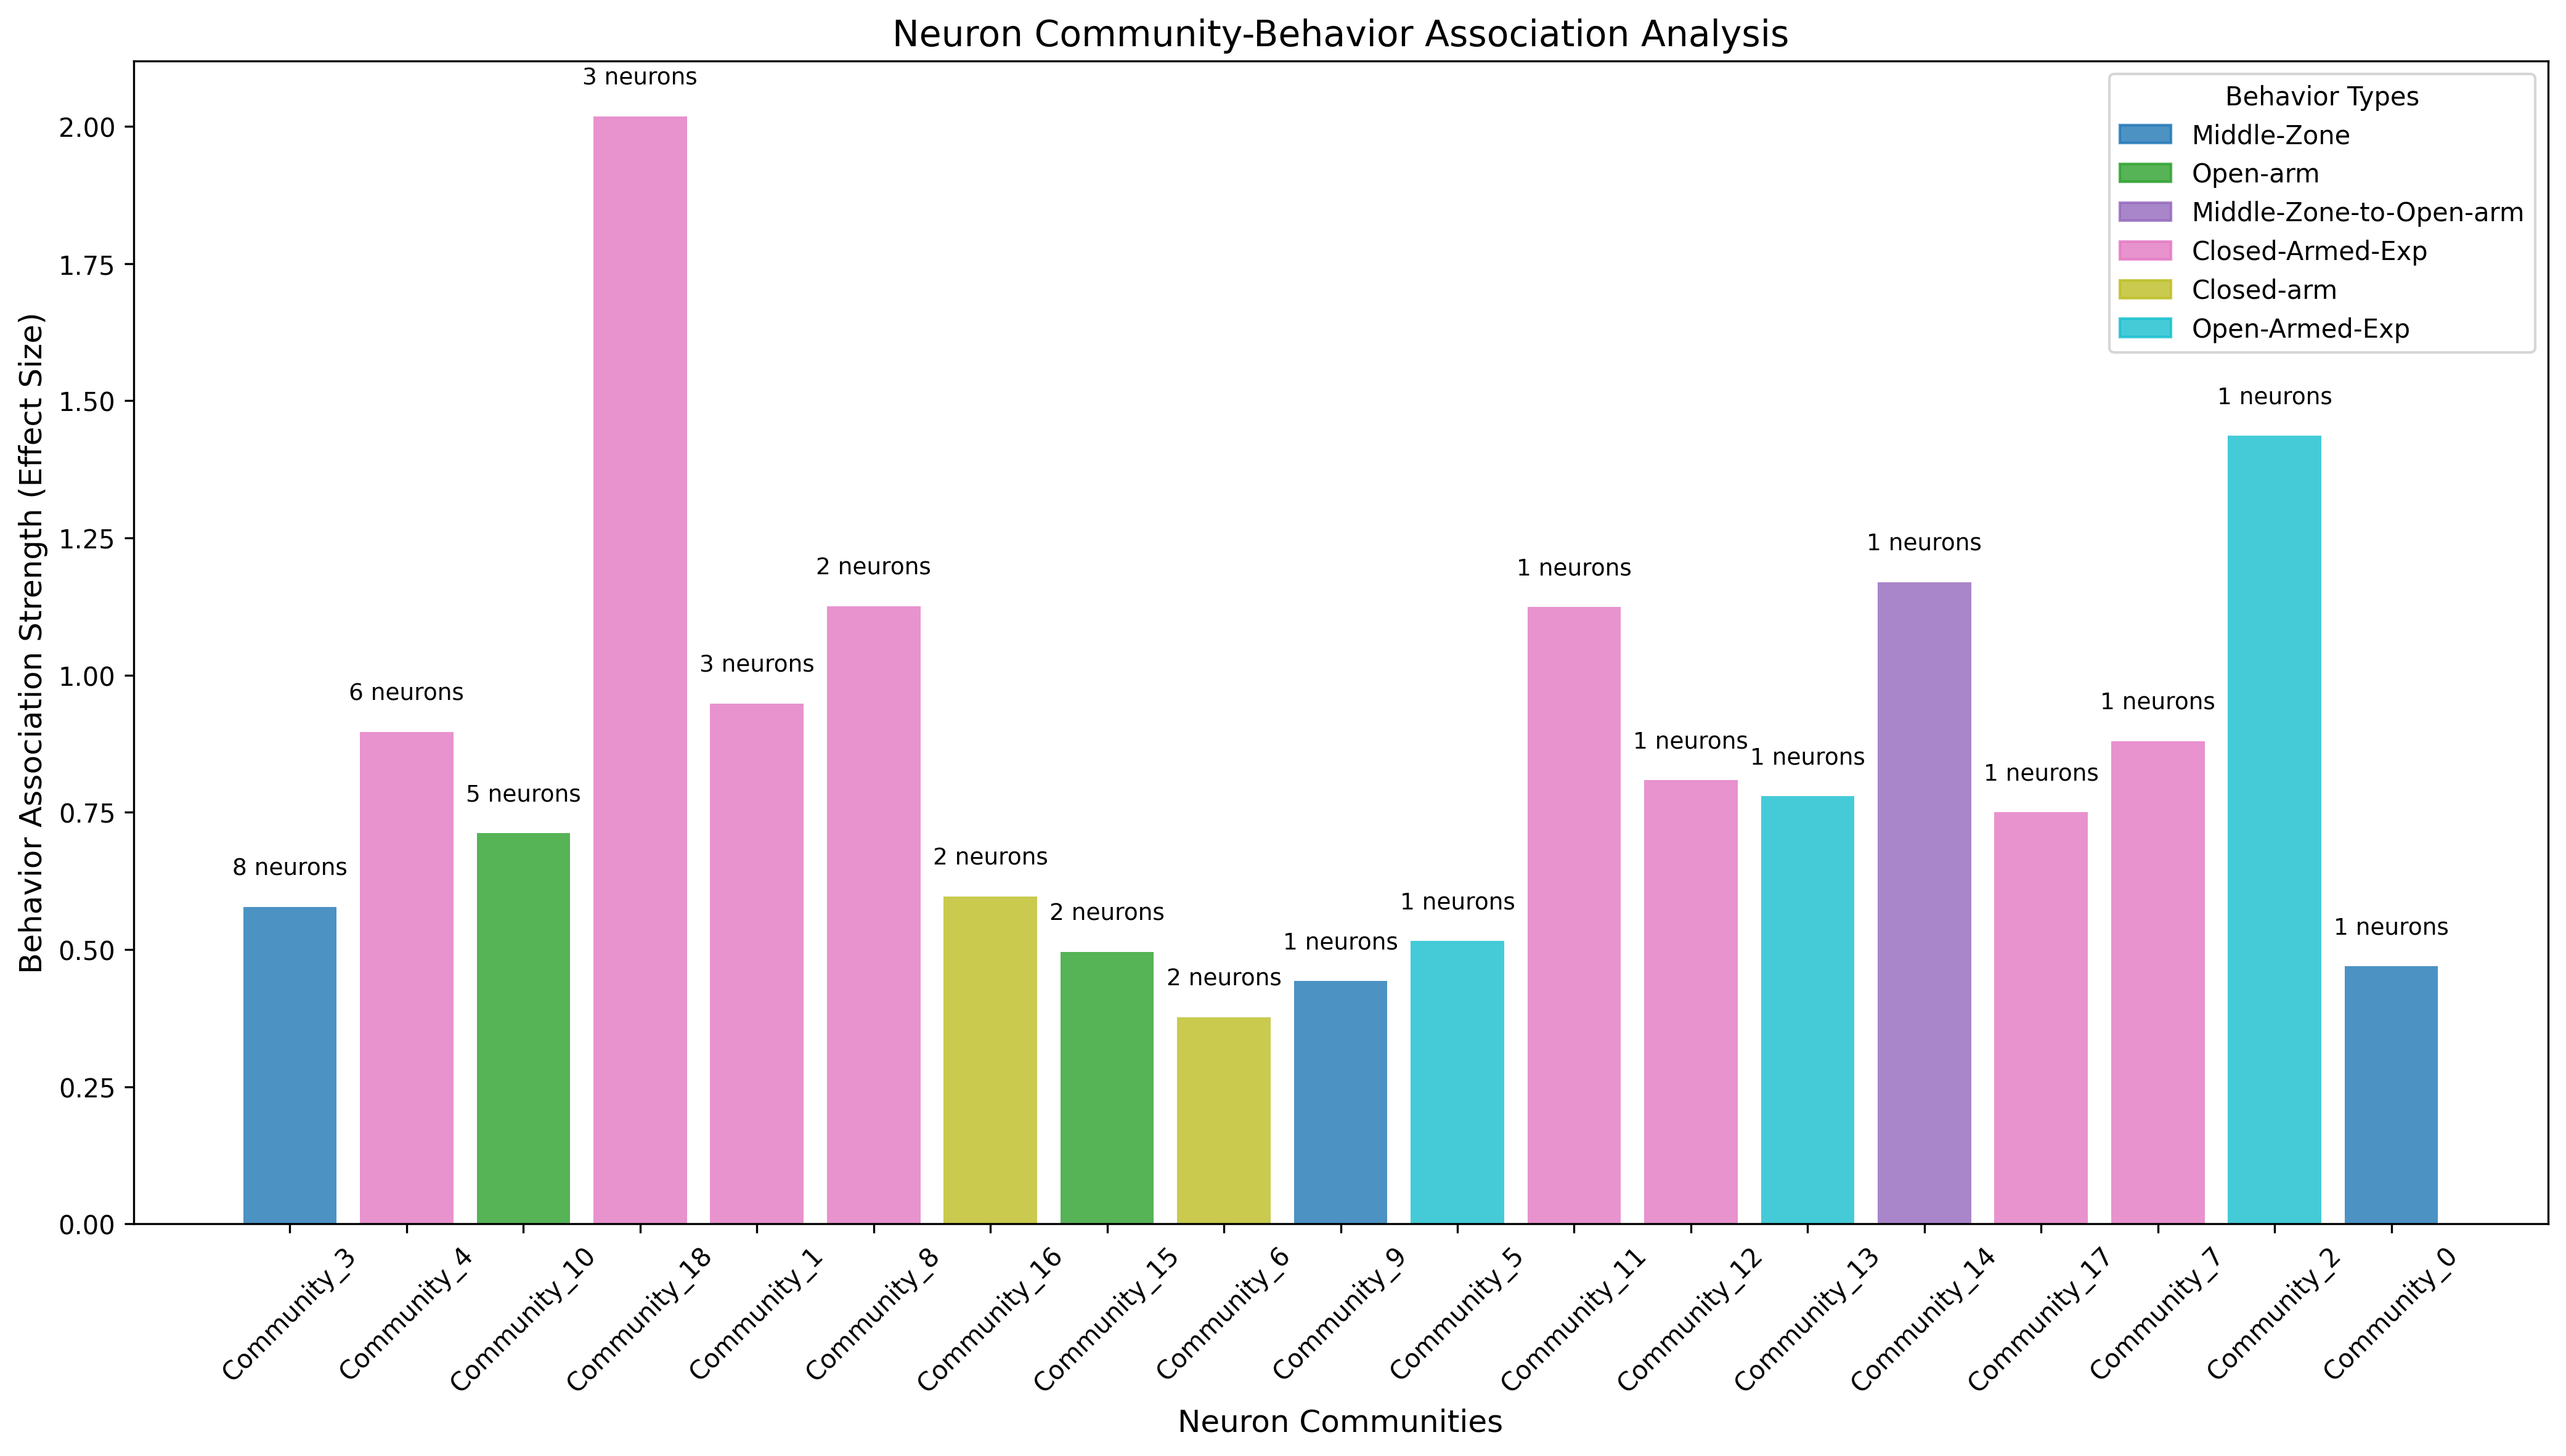 Neuron Community-Behavior Association Analysis
Behavior Association Strength (Effect Size)
2.00
1.75
1.50
1.25
1.00
0.75
0.50
0.25
0.00
8 neurons
6 neurons
5 neurons
3 neurons
3 neurons
2 neurons
2 neurons
2 neurons
2 neurons
1 neurons
1 neurons
1 neurons
1 neurons
1 neurons
1 neurons
1 neurons
1 neurons
1 neurons
1 neurons
Behavior Types
Middle-Zone
Open-arm
Middle-Zone-to-Open-arm
Closed-Armed-Exp
Closed-arm
Open-Armed-Exp
Community_3
Community_4
Community_10
Community_18
Community_1
Community_8
Community_16
Community_15
Community_6
Community_9
Community_5
Community_11
Community_12
Community_13
Community_14
Community_17
Community_7
Community_2
Community_0
Neuron Communities